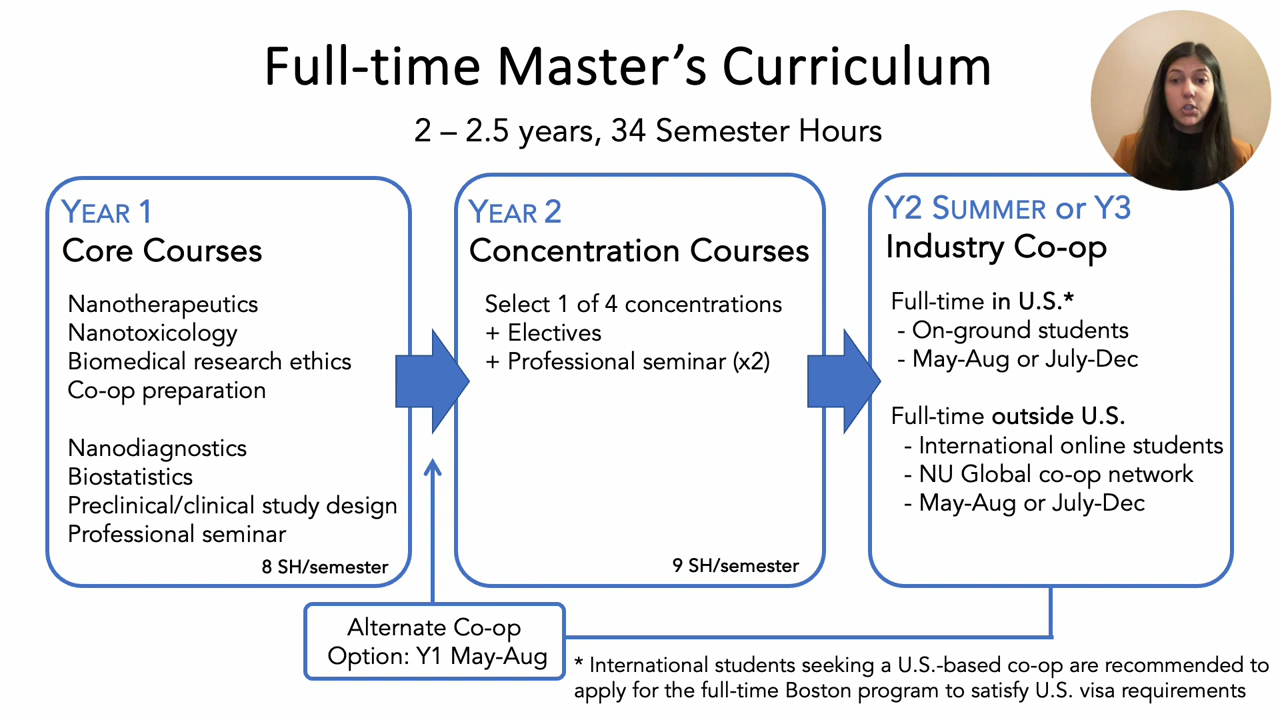 Full-time Master’s Curriculum
2 – 2.5 years, 34 Semester Hours
YEAR 1
Core Courses
Nanotherapeutics
Nanotoxicology
Biomedical research ethics
Co-op preparation
Nanodiagnostics
Biostatistics
Preclinical/clinical study design
Professional seminar
8 SH/semester
YEAR 2
Concentration Courses
Select 1 of 4 concentrations
+ Electives
+ Professional seminar (x2)
9 SH/semester
Y2 SUMMER or Y3
Industry Co-op
Full-time in U.S.*
- On-ground students
- May-Aug or July-Dec
Full-time outside U.S.
- International online students
- NU Global co-op network
- May-Aug or July-Dec
Alternate Co-op
Option: Y1 May-Aug
* International students seeking a U.S.-based co-op are recommended to
apply for the full-time Boston program to satisfy U.S. visa requirements